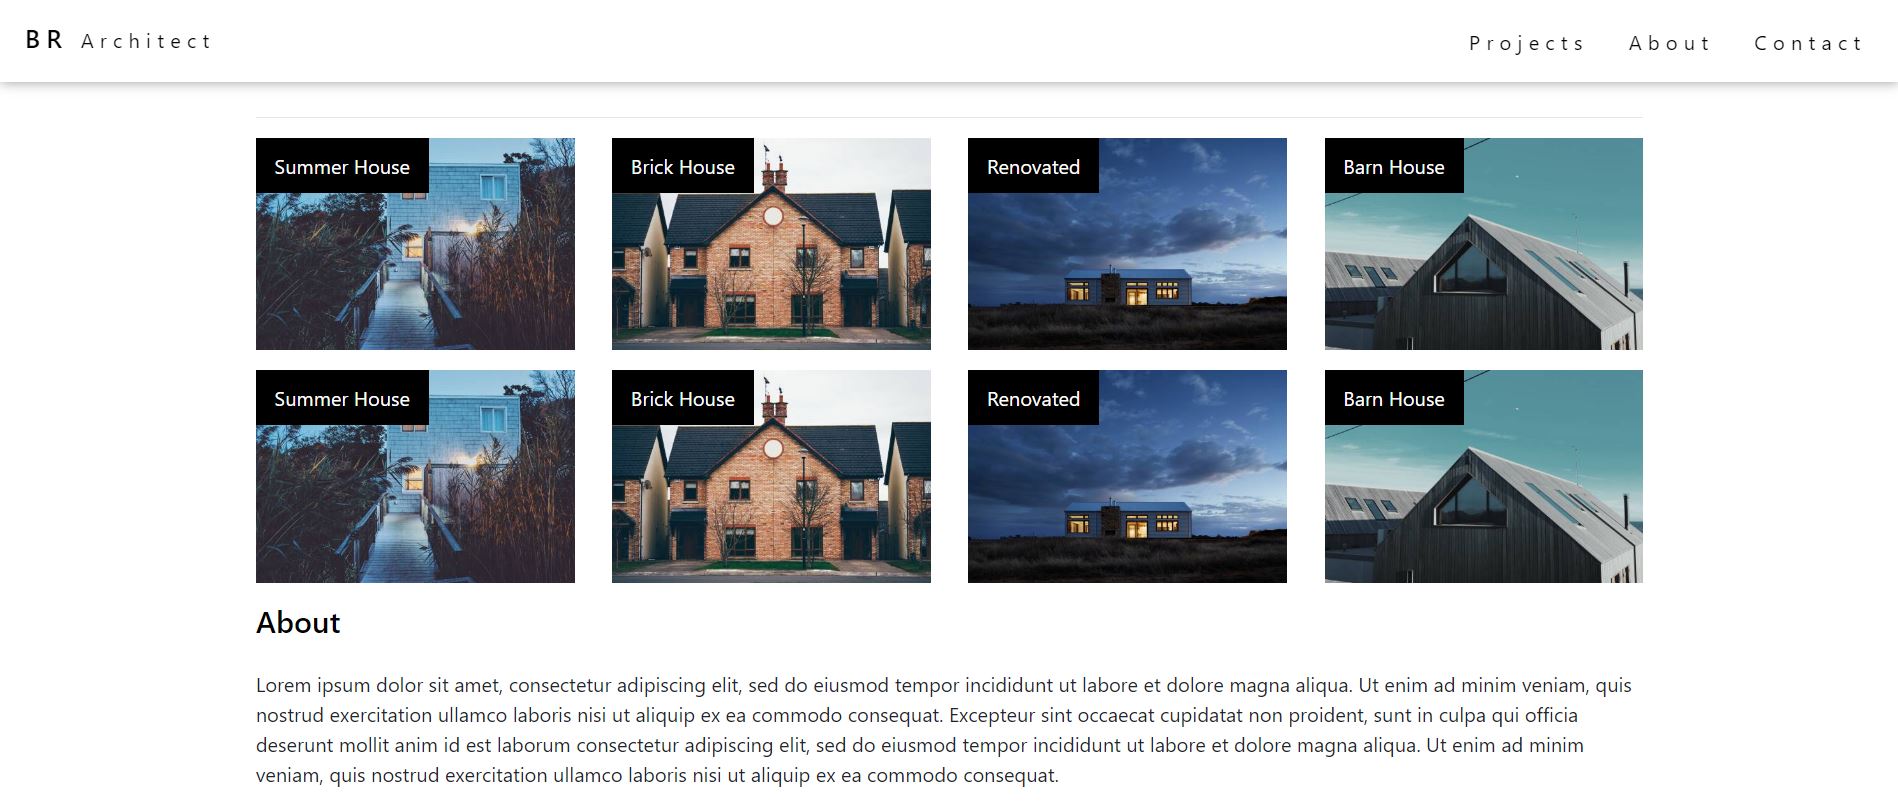 BR Architect Projects About Contact
Summer House Brick House Renovated Barn House
Summer House Brick House Renovated Barn House
About
Lorem ipsum dolor sit amet, consectetur adipiscing elit, sed do eiusmod tempor incididunt ut labore et dolore magna aliqua. Ut enim ad minim veniam, quis
nostrud exercitation ullamco laboris nisi ut aliquip ex ea commodo consequat. Excepteur sint occaecat cupidatat non proident, sunt in culpa qui officia
deserunt mollit anim id est laborum consectetur adipiscing elit, sed do eiusmod tempor incididunt ut labore et dolore magna aliqua. Ut enim ad minim
veniam, quis nostrud exercitation ullamco laboris nisi ut aliquip ex ea commodo consequat.